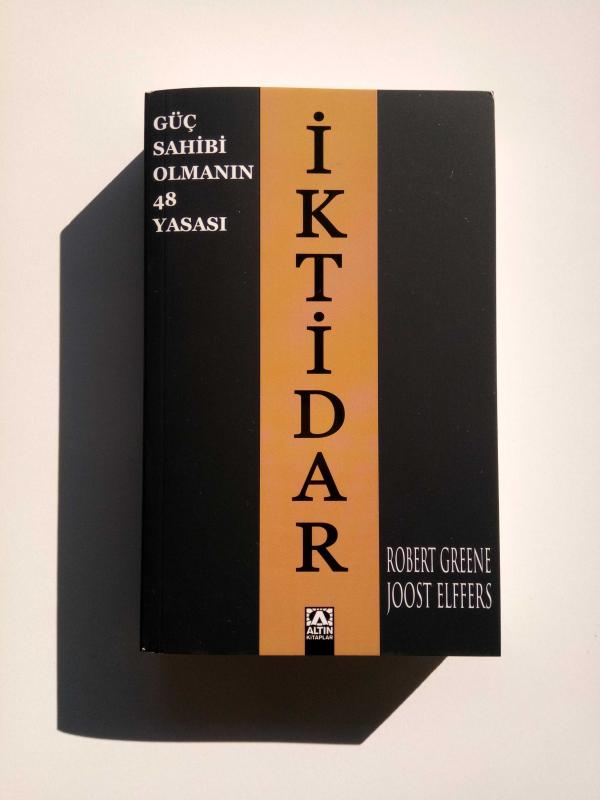 GÜÇ
SAHİBİ
OLMANIN
48
YASASI
İKTİDAR
ROBERT GREENE
JOOST ELFFERS
ALTIN
KİTAPLAR